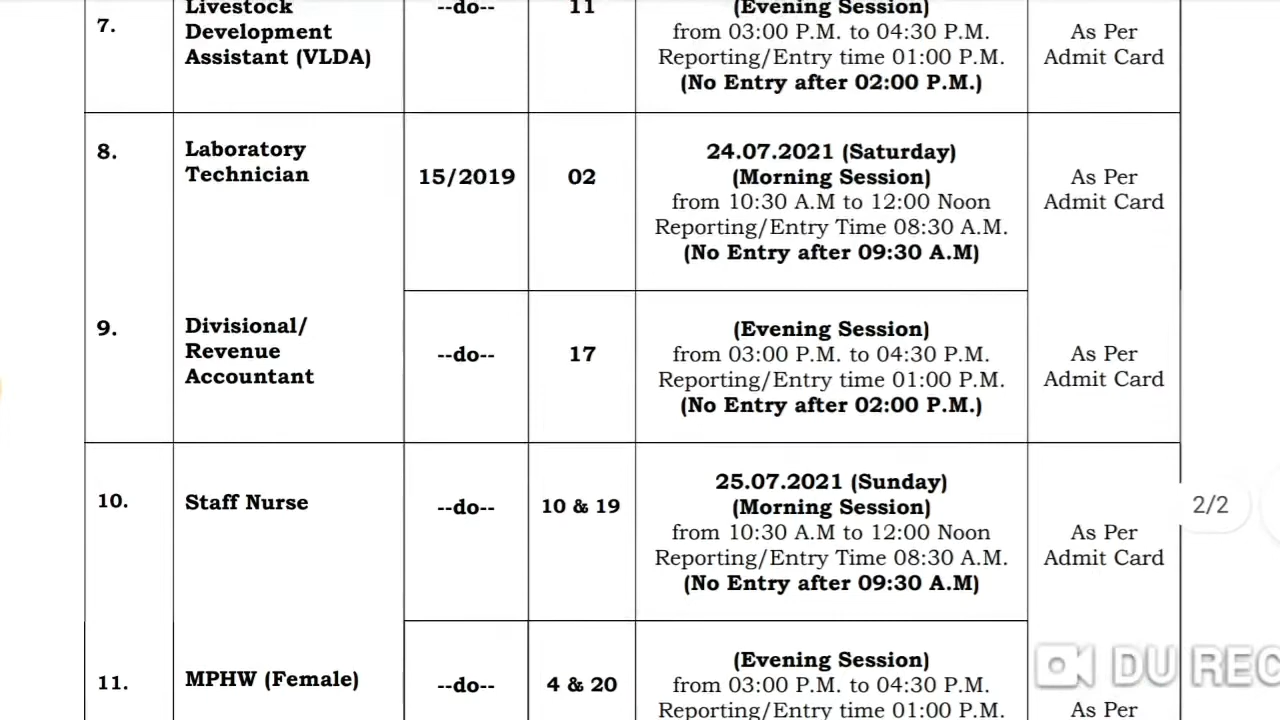 7.
Livestock
Development
Assistant (VLDA)
--do--
11
(Evening Session)
from 03:00 P.M. to 04:30 P.M.
Reporting/Entry time 01:00 P.M.
(No Entry after 02:00 P.M.)
As Per
Admit Card
8.
Laboratory
Technician
15/2019
02
24.07.2021 (Saturday)
(Morning Session)
from 10:30 A.M to 12:00 Noon
Reporting/Entry Time 08:30 A.M.
(No Entry after 09:30 A.M)
As Per
Admit Card
9.
Divisional/
Revenue
Accountant
--do--
17
(Evening Session)
from 03:00 P.M. to 04:30 P.M.
Reporting/Entry time 01:00 P.M.
(No Entry after 02:00 P.M.)
As Per
Admit Card
10.
Staff Nurse
--do--
10 & 19
25.07.2021 (Sunday)
(Morning Session)
from 10:30 A.M to 12:00 Noon
Reporting/Entry Time 08:30 A.M.
(No Entry after 09:30 A.M)
As Per
Admit Card
2/2
11.
MPHW (Female)
--do--
4 & 20
(Evening Session)
from 03:00 P.M. to 04:30 P.M.
Reporting/Entry time 01:00 P.M.
As Per
DU REC